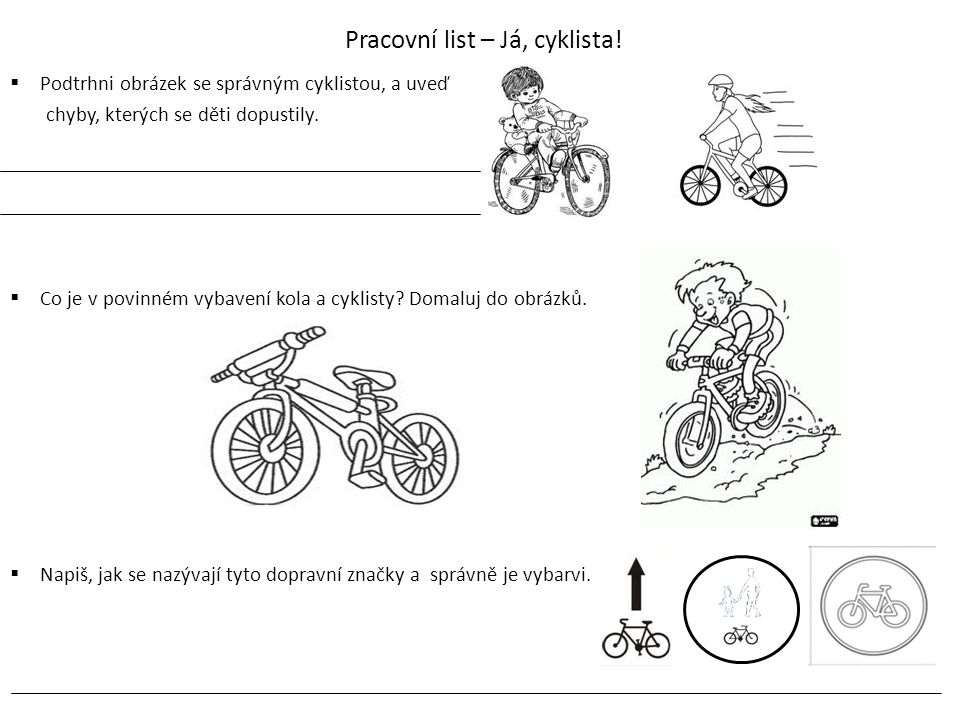 Pracovní list – Já, cyklista!
▪ Podtrhni obrázek se správným cyklistou, a uveď
chyby, kterých se děti dopustily.
▪ Co je v povinném vybavení kola a cyklisty? Domaluj do obrázků.
▪ Napiš, jak se nazývají tyto dopravní značky a  správně je vybarvi.